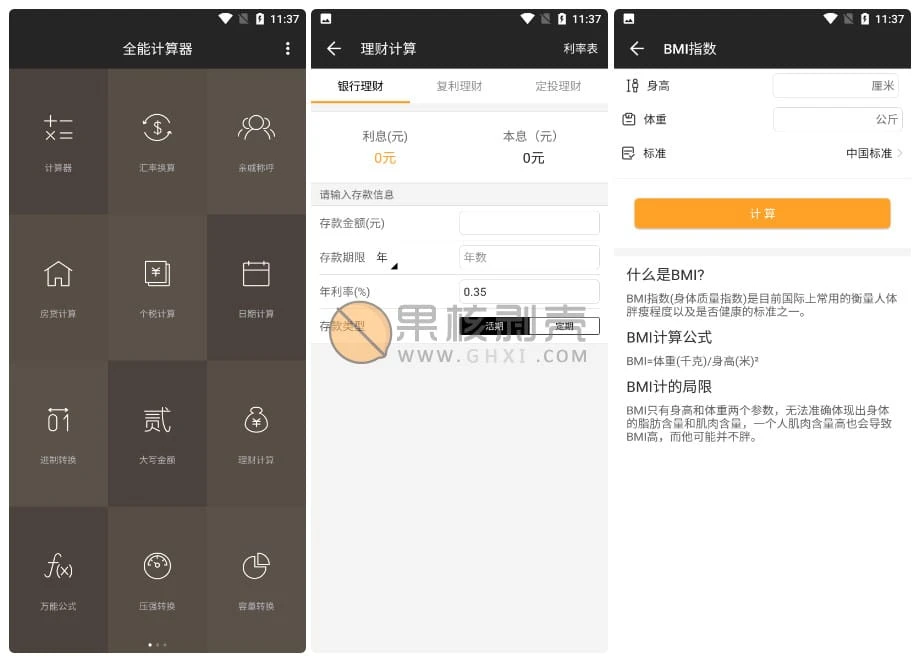 11:37
全能计算器
计算器
汇率换算
亲戚称呼
房贷计算
个税计算
日期计算
01
进制转换
贰
大写金额
理财计算
f(x)
万能公式
压强转换
容量转换
11:37
理财计算
利率表
银行理财
复利理财
定投理财
利息(元)
本息（元）
0元
0元
请输入存款信息
存款金额(元)
存款期限 年
年数
年利率(%)
0.35
存款类型
活期
定期
果核剥壳
WWW.GHXI.COM
11:37
BMI指数
身高
厘米
体重
公斤
标准
中国标准
计算
什么是BMI?
BMI指数(身体质量指数)是目前国际上常用的衡量人体
胖瘦程度以及是否健康的标准之一。
BMI计算公式
BMI=体重(千克)/身高(米)²
BMI计的局限
BMI只有身高和体重两个参数，无法准确体现出身体
的脂肪含量和肌肉含量，一个人肌肉含量高也会导致
BMI高，而他可能并不胖。